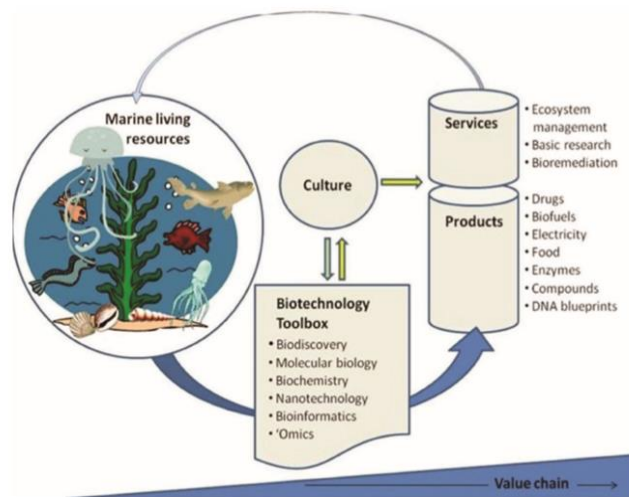 Marine living
resources
Culture
Biotechnology
Toolbox
• Biodiscovery
• Molecular biology
• Biochemistry
• Nanotechnology
• Bioinformatics
• 'Omics
Services
• Ecosystem
management
• Basic research
• Bioremediation
Products
• Drugs
• Biofuels
• Electricity
• Food
• Enzymes
• Compounds
• DNA blueprints
Value chain